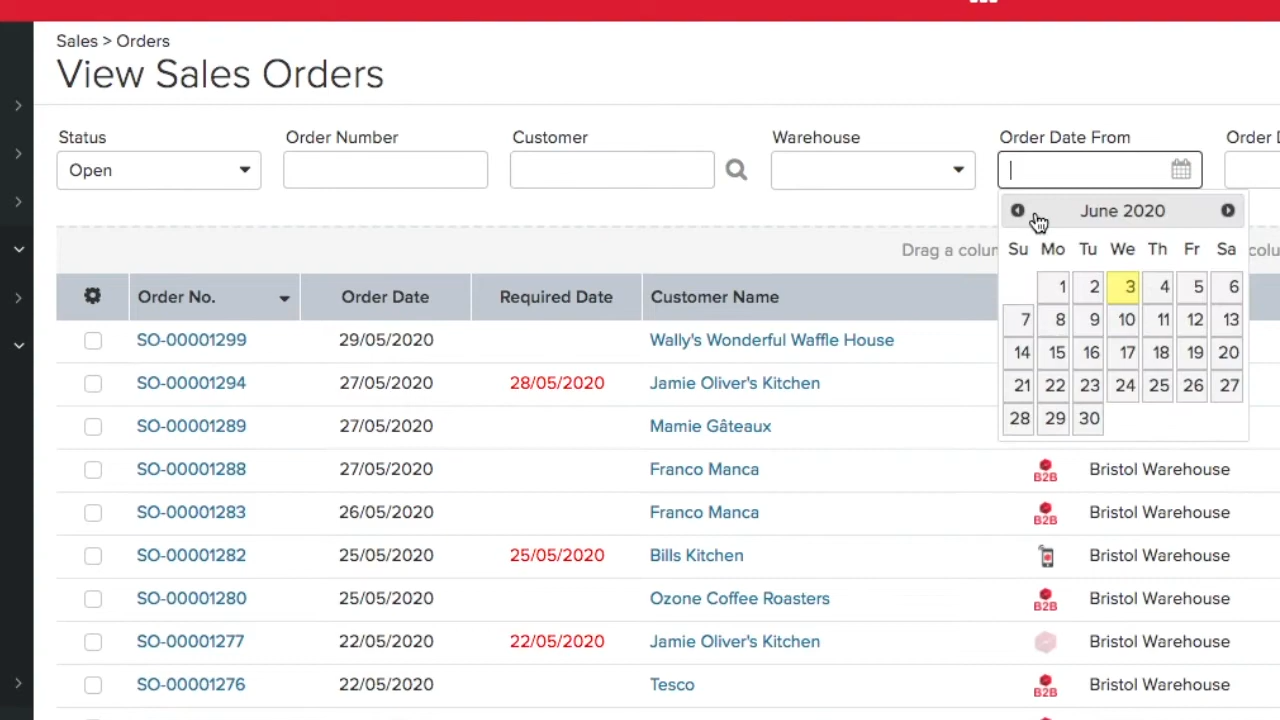 Sales > Orders
View Sales Orders
Status Order Number Customer Warehouse Order Date From Order
Open
June 2020
Drag a Su Mo Tu We Th Fr Sa
1 2 3 4 5 6
Order No. Order Date Required Date Customer Name
7 8 9 10 11 12 13
SO-00001299 29/05/2020 Wally's Wonderful Waffle House
14 15 16 17 18 19 20
SO-00001294 27/05/2020 28/05/2020 Jamie Oliver's Kitchen
21 22 23 24 25 26 27
SO-00001289 27/05/2020 Mamie Gâteaux
28 29 30
SO-00001288 27/05/2020 Franco Manca B2B Bristol Warehouse
SO-00001283 26/05/2020 Franco Manca B2B Bristol Warehouse
SO-00001282 25/05/2020 25/05/2020 Bills Kitchen Bristol Warehouse
SO-00001280 25/05/2020 Ozone Coffee Roasters B2B Bristol Warehouse
SO-00001277 22/05/2020 22/05/2020 Jamie Oliver's Kitchen Bristol Warehouse
SO-00001276 22/05/2020 Tesco B2B Bristol Warehouse